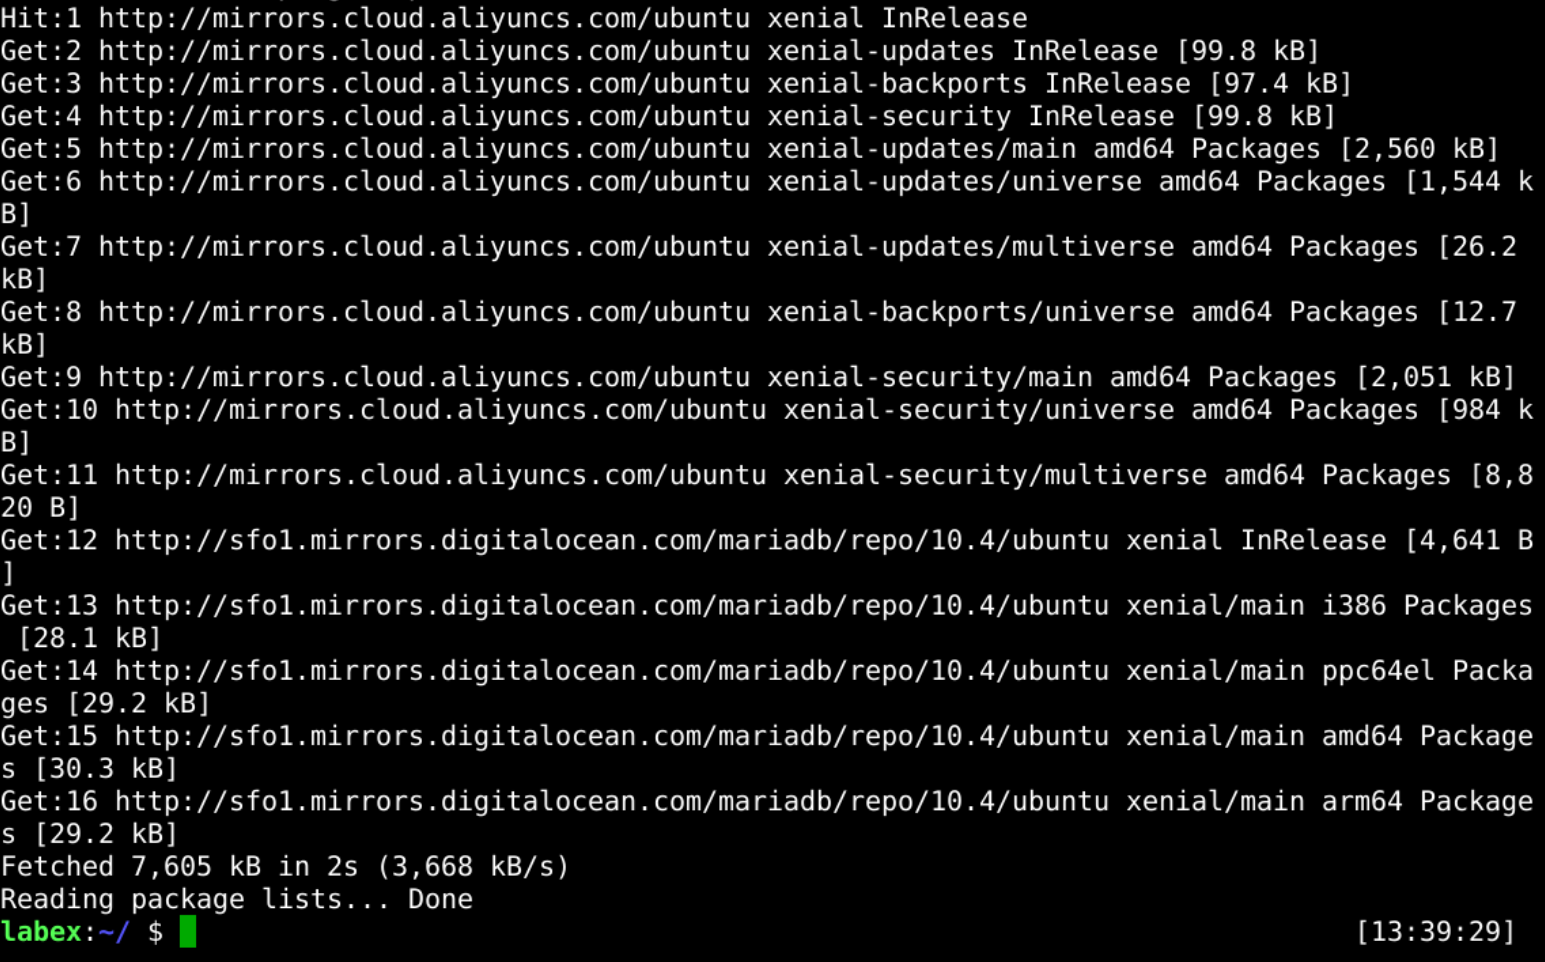 Hit:1 http://mirrors.cloud.aliyuncs.com/ubuntu xenial InRelease
Get:2 http://mirrors.cloud.aliyuncs.com/ubuntu xenial-updates InRelease [99.8 kB]
Get:3 http://mirrors.cloud.aliyuncs.com/ubuntu xenial-backports InRelease [97.4 kB]
Get:4 http://mirrors.cloud.aliyuncs.com/ubuntu xenial-security InRelease [99.8 kB]
Get:5 http://mirrors.cloud.aliyuncs.com/ubuntu xenial-updates/main amd64 Packages [2,560 kB]
Get:6 http://mirrors.cloud.aliyuncs.com/ubuntu xenial-updates/universe amd64 Packages [1,544 k
B]
Get:7 http://mirrors.cloud.aliyuncs.com/ubuntu xenial-updates/multiverse amd64 Packages [26.2
kB]
Get:8 http://mirrors.cloud.aliyuncs.com/ubuntu xenial-backports/universe amd64 Packages [12.7
kB]
Get:9 http://mirrors.cloud.aliyuncs.com/ubuntu xenial-security/main amd64 Packages [2,051 kB]
Get:10 http://mirrors.cloud.aliyuncs.com/ubuntu xenial-security/universe amd64 Packages [984 k
B]
Get:11 http://mirrors.cloud.aliyuncs.com/ubuntu xenial-security/multiverse amd64 Packages [8,8
20 B]
Get:12 http://sfo1.mirrors.digitalocean.com/mariadb/repo/10.4/ubuntu xenial InRelease [4,641 B
]
Get:13 http://sfo1.mirrors.digitalocean.com/mariadb/repo/10.4/ubuntu xenial/main i386 Packages
 [28.1 kB]
Get:14 http://sfo1.mirrors.digitalocean.com/mariadb/repo/10.4/ubuntu xenial/main ppc64el Packa
ges [29.2 kB]
Get:15 http://sfo1.mirrors.digitalocean.com/mariadb/repo/10.4/ubuntu xenial/main amd64 Package
s [30.3 kB]
Get:16 http://sfo1.mirrors.digitalocean.com/mariadb/repo/10.4/ubuntu xenial/main arm64 Package
s [29.2 kB]
Fetched 7,605 kB in 2s (3,668 kB/s)
Reading package lists... Done
labex:~/ $ [13:39:29]